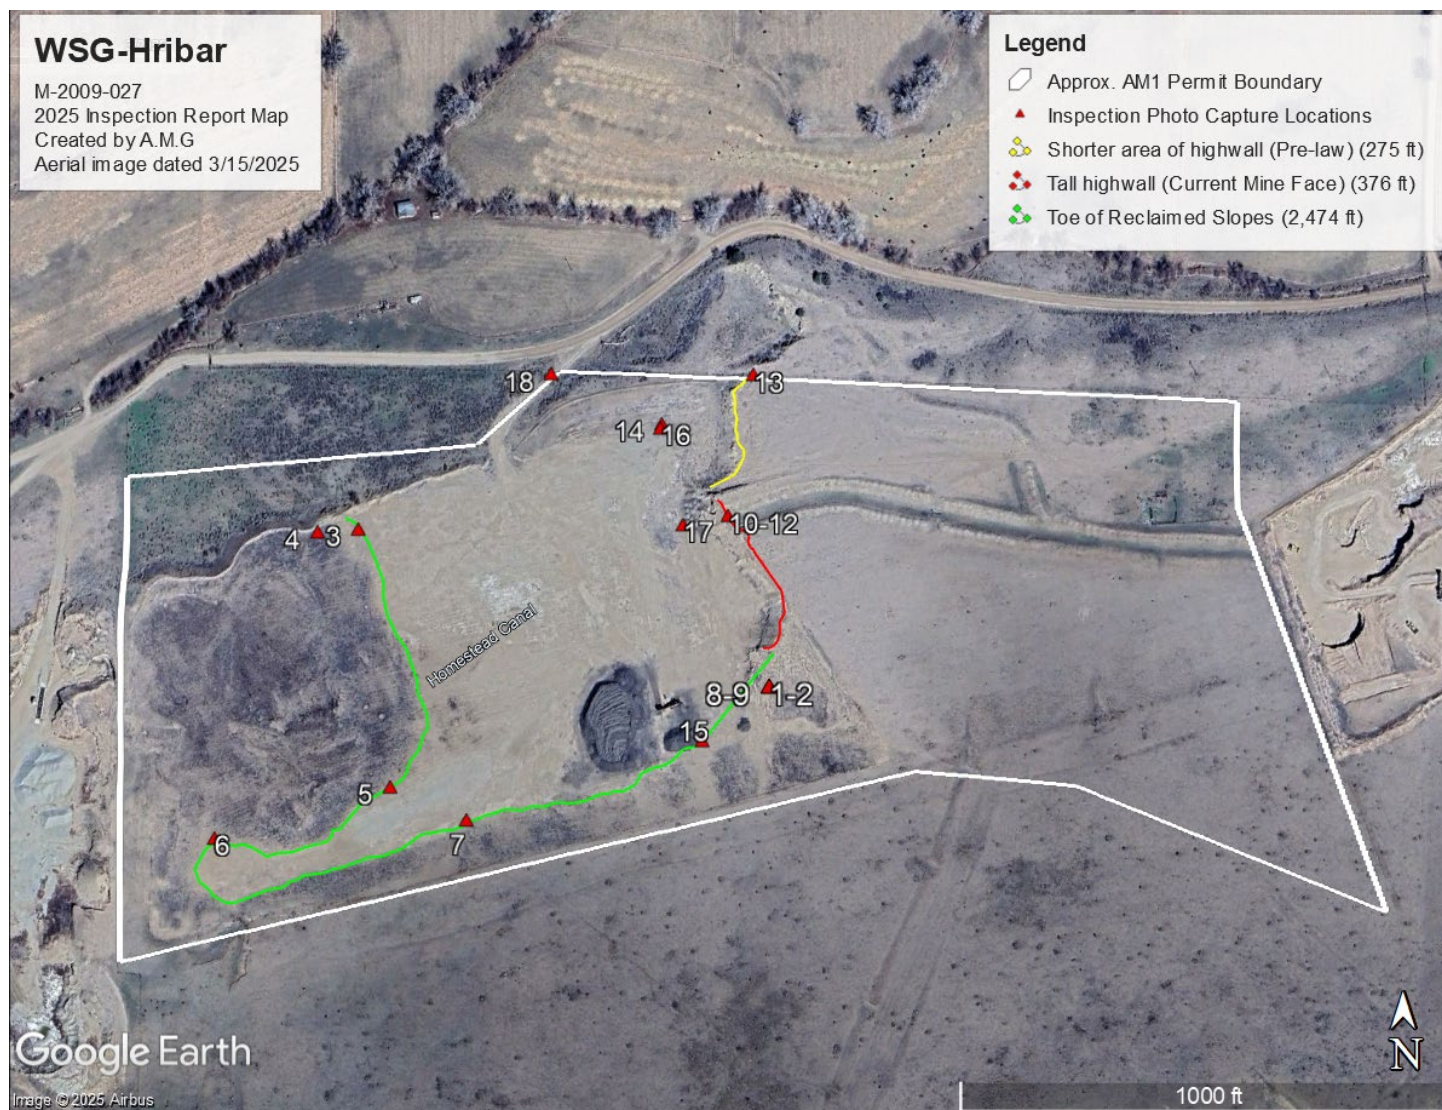 WSG-Hribar
M-2009-027
2025 Inspection Report Map
Created by A.M.G
Aerial image dated 3/15/2025
Legend
Approx. AM1 Permit Boundary
Inspection Photo Capture Locations
Shorter area of highwall (Pre-law) (275 ft)
Tall highwall (Current Mine Face) (376 ft)
Toe of Reclaimed Slopes (2,474 ft)
18
13
14
16
4
3
17
10-12
Homestead Canal
8-9
1-2
15
5
6
7
Google Earth
N
1000 ft
Image © 2025 Airbus